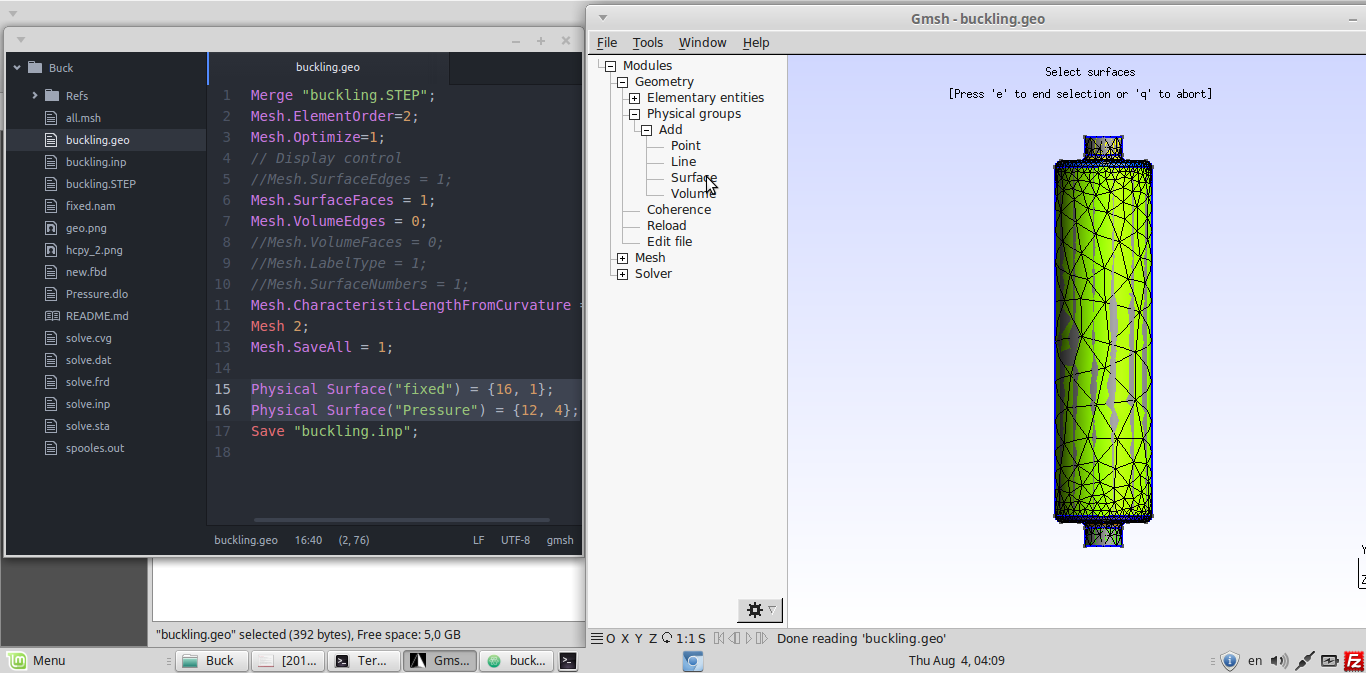 Buck
Refs
all.msh
buckling.geo
buckling.inp
buckling.STEP
fixed.nam
geo.png
hcpy_2.png
new.fbd
Pressure.dlo
README.md
solve.cvg
solve.dat
solve.frd
solve.inp
solve.sta
spooles.out
buckling.geo
1 Merge "buckling.STEP";
2 Mesh.ElementOrder=2;
3 Mesh.Optimize=1;
4 // Display control
5 //Mesh.SurfaceEdges = 1;
6 Mesh.SurfaceFaces = 1;
7 Mesh.VolumeEdges = 0;
8 //Mesh.VolumeFaces = 0;
9 //Mesh.LabelType = 1;
10 //Mesh.SurfaceNumbers = 1;
11 Mesh.CharacteristicLengthFromCurvature =
12 Mesh 2;
13 Mesh.SaveAll = 1;
14
15 Physical Surface("fixed") = {16, 1};
16 Physical Surface("Pressure") = {12, 4};
17 Save "buckling.inp";
18
buckling.geo 16:40 (2, 76) LF UTF-8 gmsh
"buckling.geo" selected (392 bytes), Free space: 5,0 GB
Gmsh - buckling.geo
File Tools Window Help
Modules
Geometry
Elementary entities
Physical groups
Add
Point
Line
Surface
Volume
Coherence
Reload
Edit file
Mesh
Solver
Select surfaces
[Press 'e' to end selection or 'q' to abort]
Y
Z
O X Y Z 1:1 S Done reading 'buckling.geo'
Menu Buck [201... Ter... Gms... buck... Thu Aug 4, 04:09 en